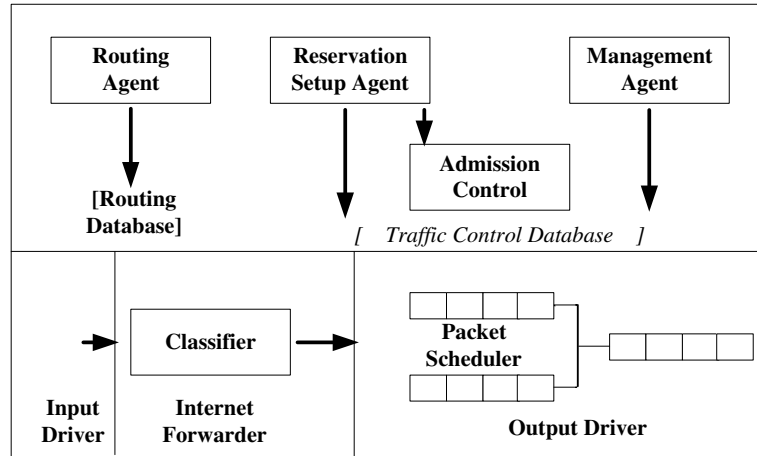 Routing
Agent
Reservation
Setup Agent
Management
Agent
Admission
Control
[Routing
Database]
[ Traffic Control Database ]
Classifier
Packet
Scheduler
Input
Driver
Internet
Forwarder
Output Driver